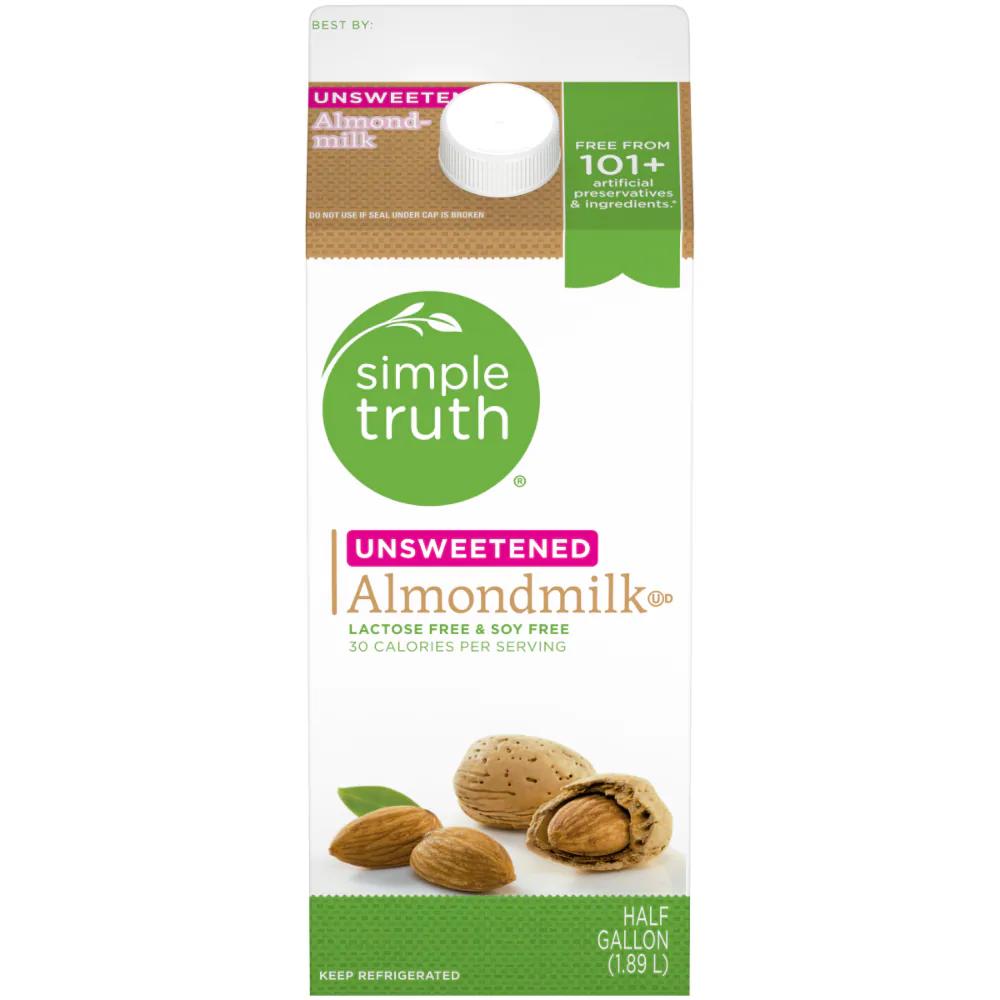 BEST BY:
Almond-
milk
DO NOT USE IF SEAL UNDER CAP IS BROKEN
FREE FROM
101+
artificial
preservatives
& ingredients.*
simple
truth
®
UNSWEETENED
Almondmilk ⓊD
LACTOSE FREE & SOY FREE
30 CALORIES PER SERVING
HALF
GALLON
(1.89 L)
KEEP REFRIGERATED